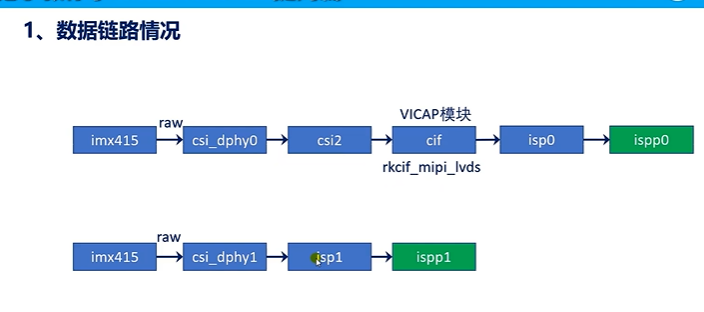 1、数据链路情况
VICAP模块
raw
imx415 csi_dphy0 csi2 cif isp0 ispp0
rkcif_mipi_lvds
raw
imx415 csi_dphy1 isp1 ispp1